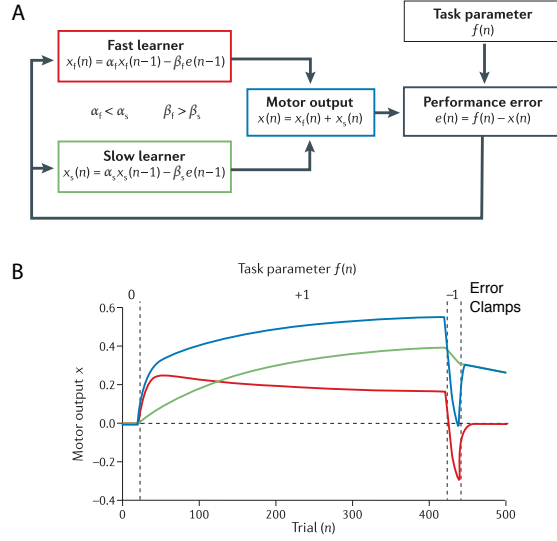 A
Fast learner
x_f(n) = α_f x_f(n–1) – β_f e(n–1)
α_f < α_s β_f > β_s
Slow learner
x_s(n) = α_s x_s(n–1) – β_s e(n–1)
Motor output
x(n) = x_f(n) + x_s(n)
Task parameter
f(n)
Performance error
e(n) = f(n) – x(n)
B
Task parameter f(n)
0 +1 –1 Error
Clamps
Motor output x
0.6
0.4
0.2
0.0
–0.2
–0.4
0 100 200 300 400 500
Trial (n)